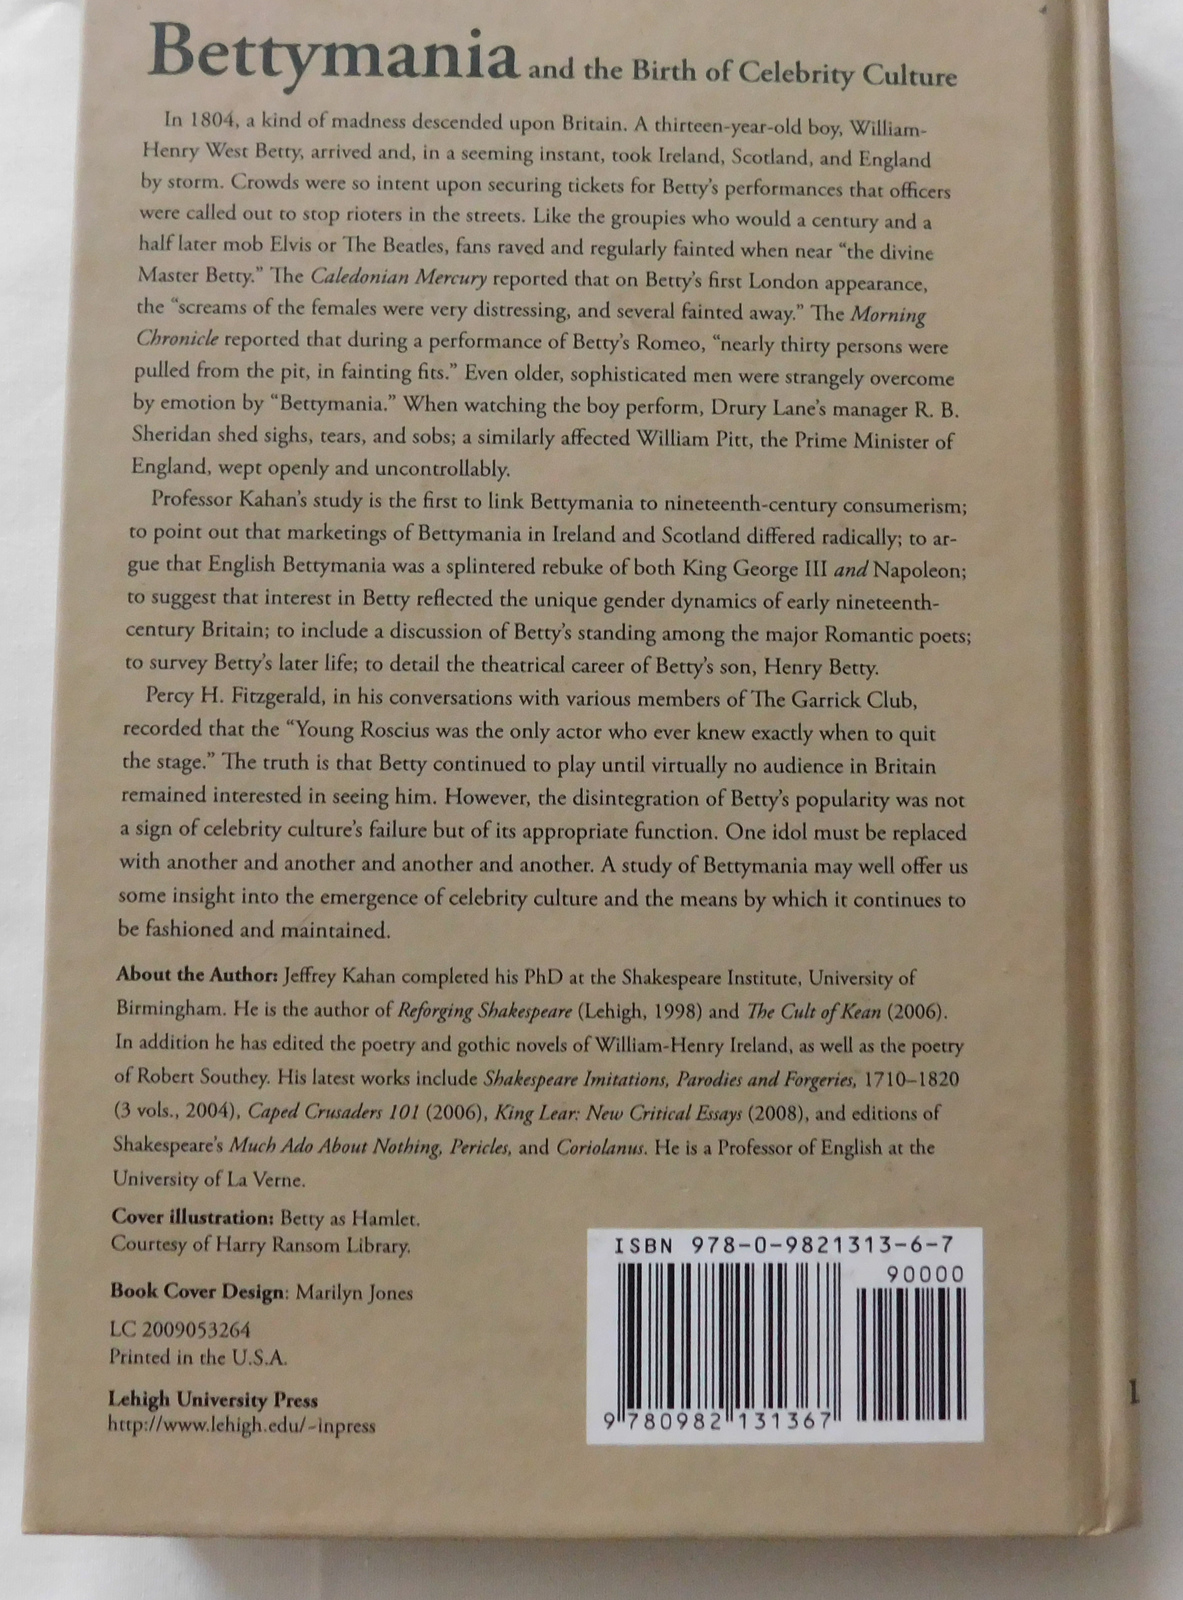 Bettymania and the Birth of Celebrity Culture
In 1804, a kind of madness descended upon Britain. A thirteen-year-old boy, William-
Henry West Betty, arrived and, in a seeming instant, took Ireland, Scotland, and England
by storm. Crowds were so intent upon securing tickets for Betty's performances that officers
were called out to stop rioters in the streets. Like the groupies who would a century and a
half later mob Elvis or The Beatles, fans raved and regularly fainted when near "the divine
Master Betty." The Caledonian Mercury reported that on Betty's first London appearance,
the "screams of the females were very distressing, and several fainted away." The Morning
Chronicle reported that during a performance of Betty's Romeo, "nearly thirty persons were
pulled from the pit, in fainting fits." Even older, sophisticated men were strangely overcome
by emotion by "Bettymania." When watching the boy perform, Drury Lane's manager R. B.
Sheridan shed sighs, tears, and sobs; a similarly affected William Pitt, the Prime Minister of
England, wept openly and uncontrollably.
Professor Kahan's study is the first to link Bettymania to nineteenth-century consumerism;
to point out that marketings of Bettymania in Ireland and Scotland differed radically; to ar-
gue that English Bettymania was a splintered rebuke of both King George III and Napoleon;
to suggest that interest in Betty reflected the unique gender dynamics of early nineteenth-
century Britain; to include a discussion of Betty's standing among the major Romantic poets;
to survey Betty's later life; to detail the theatrical career of Betty's son, Henry Betty.
Percy H. Fitzgerald, in his conversations with various members of The Garrick Club,
recorded that the "Young Roscius was the only actor who ever knew exactly when to quit
the stage." The truth is that Betty continued to play until virtually no audience in Britain
remained interested in seeing him. However, the disintegration of Betty's popularity was not
a sign of celebrity culture's failure but of its appropriate function. One idol must be replaced
with another and another and another and another. A study of Bettymania may well offer us
some insight into the emergence of celebrity culture and the means by which it continues to
be fashioned and maintained.
About the Author: Jeffrey Kahan completed his PhD at the Shakespeare Institute, University of
Birmingham. He is the author of Reforging Shakespeare (Lehigh, 1998) and The Cult of Kean (2006).
In addition he has edited the poetry and gothic novels of William-Henry Ireland, as well as the poetry
of Robert Southey. His latest works include Shakespeare Imitations, Parodies and Forgeries, 1710–1820
(3 vols., 2004), Caped Crusaders 101 (2006), King Lear: New Critical Essays (2008), and editions of
Shakespeare's Much Ado About Nothing, Pericles, and Coriolanus. He is a Professor of English at the
University of La Verne.
Cover illustration: Betty as Hamlet.
Courtesy of Harry Ransom Library.
Book Cover Design: Marilyn Jones
LC 2009053264
Printed in the U.S.A.
Lehigh University Press
http://www.lehigh.edu/~inpress
ISBN 978-0-9821313-6-7
90000
9 780982 131367